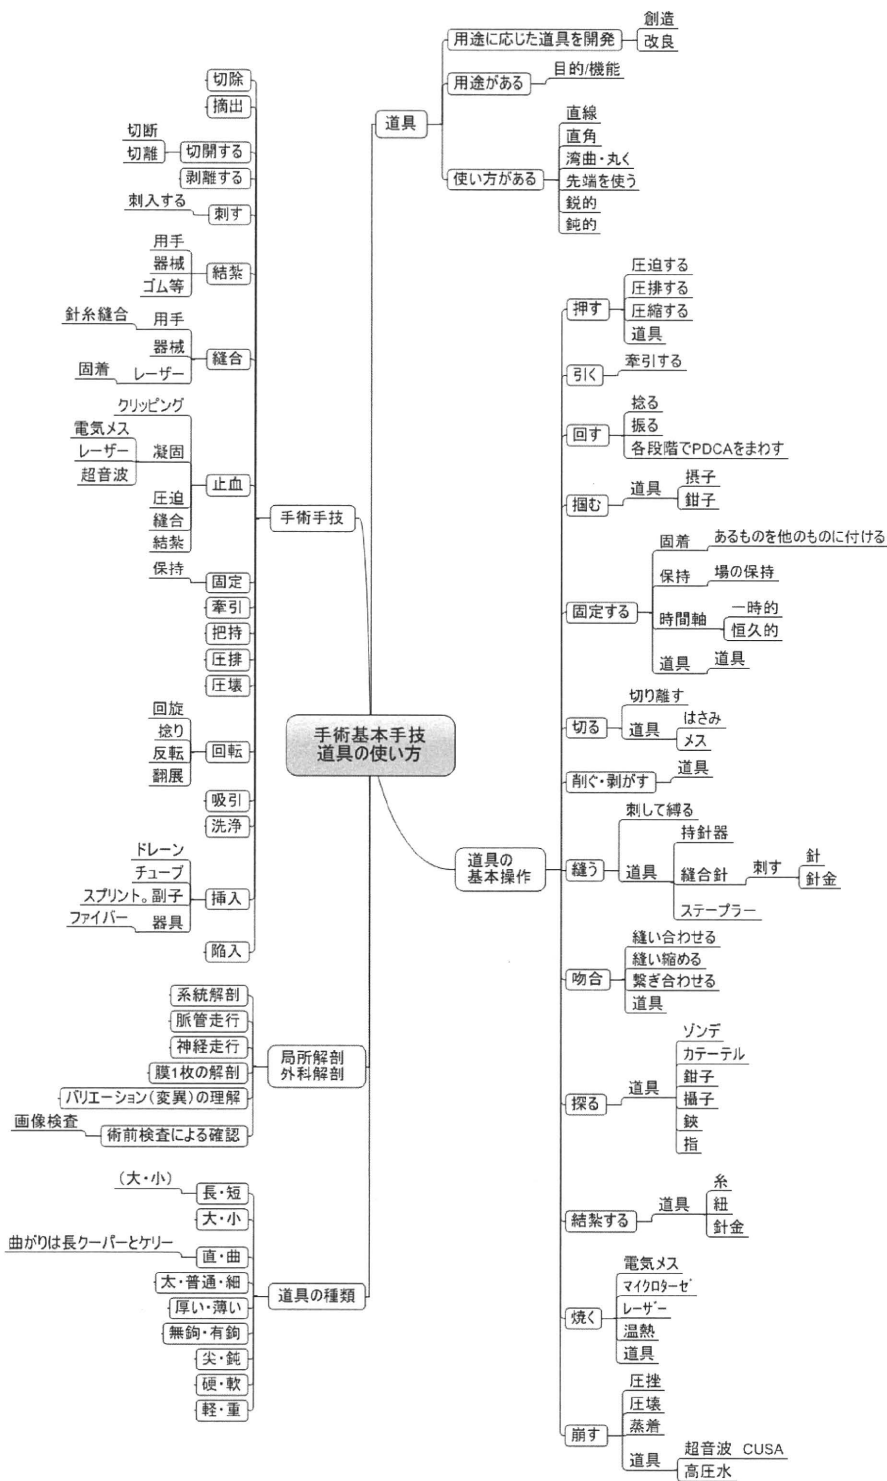 手術基本手技
道具の使い方
道具
用途に応じた道具を開発
創造
改良
用途がある
目的/機能
使い方がある
直線
直角
湾曲・丸く
先端を使う
鋭的
鈍的
道具の
基本操作
押す
圧迫する
圧排する
圧縮する
道具
引く
牽引する
回す
捻る
振る
各段階でPDCAをまわす
掴む
道具
摂子
鉗子
固定する
固着
あるものを他のものに付ける
保持
場の保持
時間軸
一時的
恒久的
道具
道具
切る
切り離す
道具
はさみ
メス
削ぐ・剥がす
道具
縫う
刺して縛る
道具
持針器
縫合針
刺す
針
針金
ステープラー
吻合
縫い合わせる
縫い縮める
繋ぎ合わせる
道具
探る
道具
ゾンデ
カテーテル
鉗子
攝子
鋏
指
結紮する
道具
糸
紐
針金
焼く
電気メス
マイクロターゼ
レーザー
温熱
道具
崩す
圧挫
圧壊
蒸着
道具
超音波 CUSA
高圧水
手術手技
切除
摘出
切開する
切断
切離
剥離する
刺す
刺入する
結紮
用手
器械
ゴム等
縫合
用手
針糸縫合
器械
レーザー
固着
止血
クリッピング
凝固
電気メス
レーザー
超音波
圧迫
縫合
結紮
固定
保持
牽引
把持
圧排
圧壊
回転
回旋
捻り
反転
翻展
吸引
洗浄
挿入
ドレーン
チューブ
スプリント。副子
器具
ファイバー
陥入
局所解剖
外科解剖
系統解剖
脈管走行
神経走行
膜1枚の解剖
バリエーション(変異)の理解
術前検査による確認
画像検査
道具の種類
長・短
(大・小)
大・小
直・曲
曲がりは長クーパーとケリー
太・普通・細
厚い・薄い
無鉤・有鉤
尖・鈍
硬・軟
軽・重